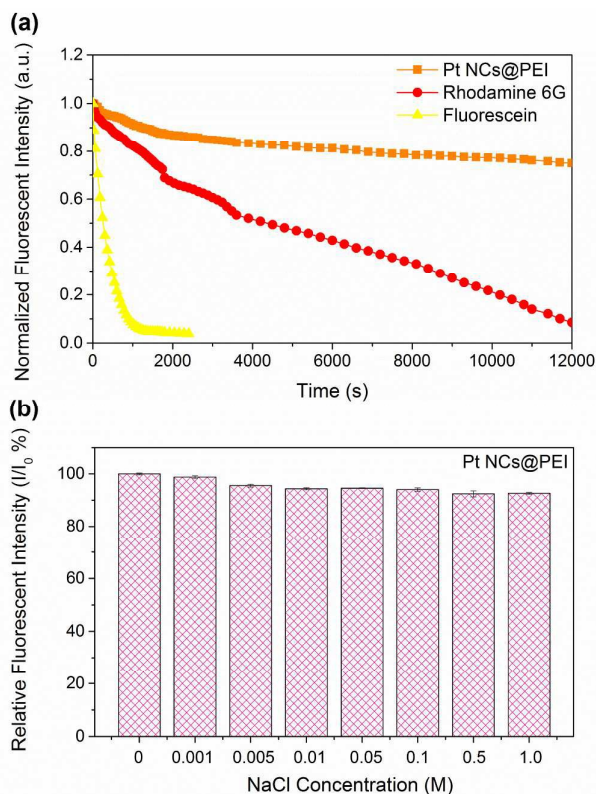 (a)
Normalized Fluorescent Intensity (a.u.)
1.2
1.0
0.8
0.6
0.4
0.2
0.0
Pt NCs@PEI
Rhodamine 6G
Fluorescein
0 2000 4000 6000 8000 10000 12000
Time (s)
(b)
Relative Fluorescent Intensity (I/I₀ %)
100
80
60
40
20
0
Pt NCs@PEI
0 0.001 0.005 0.01 0.05 0.1 0.5 1.0
NaCl Concentration (M)